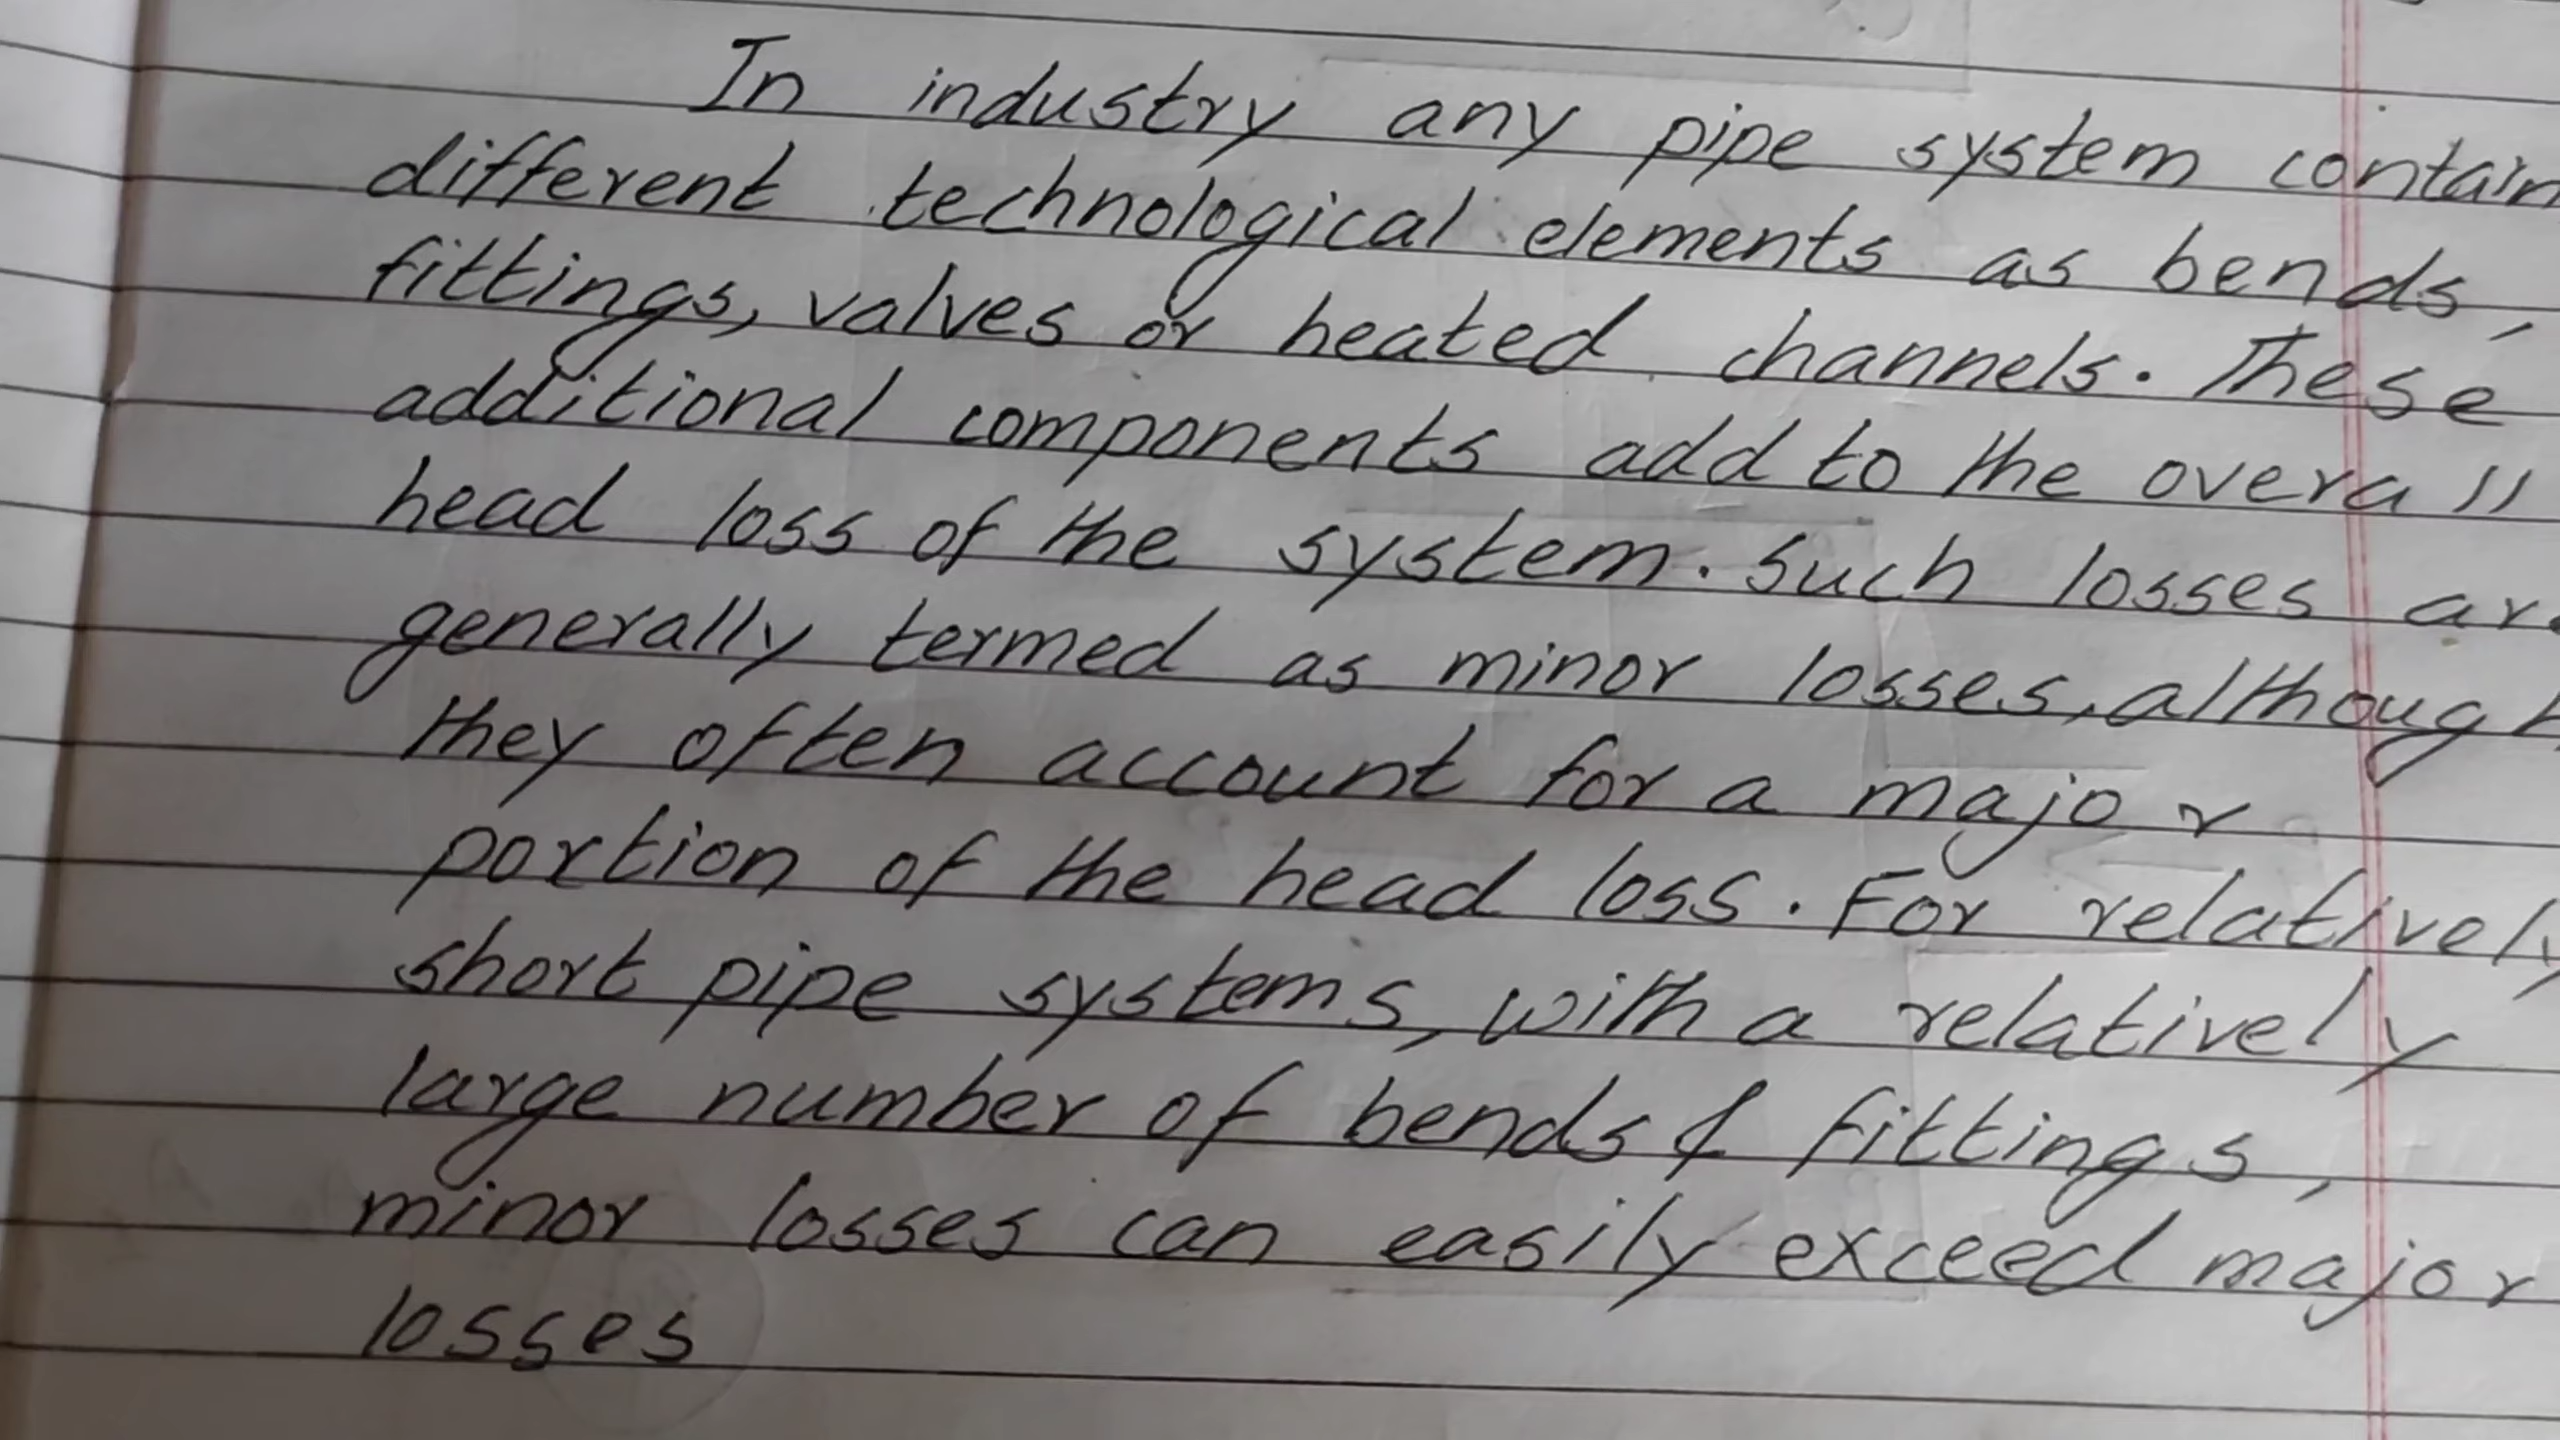 In industry any pipe system contain
different technological elements as bends,
fittings, valves or heated channels. These
additional components add to the overall
head loss of the system. Such losses are
generally termed as minor losses, although
they often account for a major
portion of the head loss. For relatively
short pipe systems, with a relatively
large number of bends & fittings,
minor losses can easily exceed major
losses